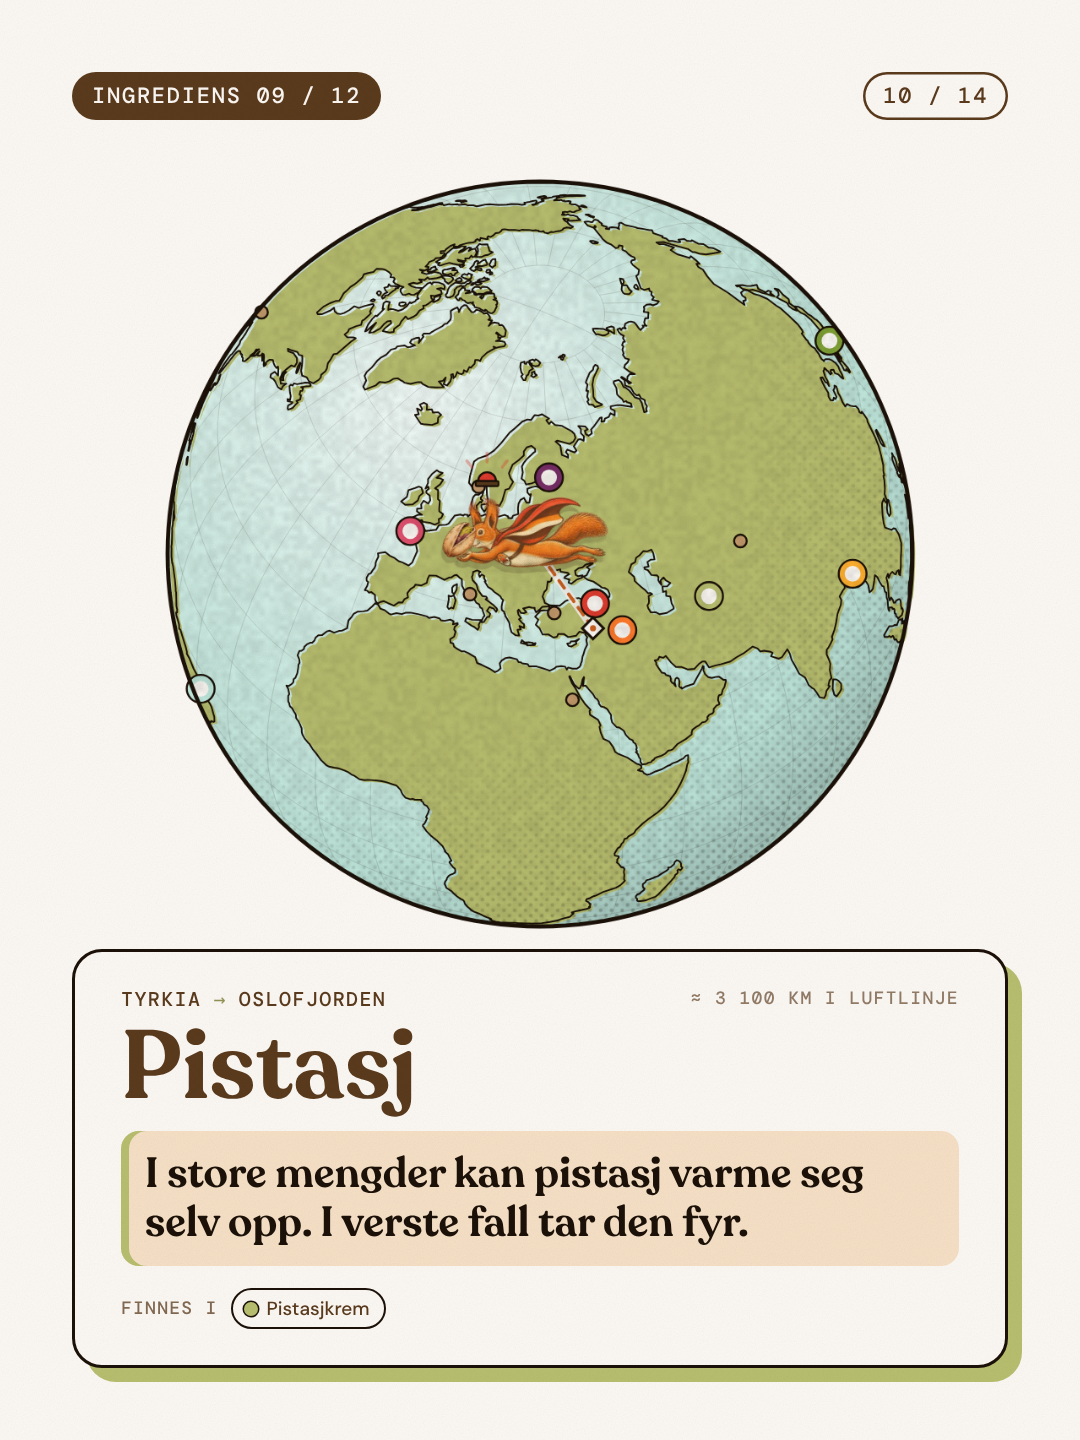 INGREDIENS 09 / 12
10 / 14
TYRKIA → OSLOFJORDEN
≈ 3 100 KM I LUFTLINJE
Pistasj
I store mengder kan pistasj varme seg
selv opp. I verste fall tar den fyr.
FINNES I
Pistasjkrem